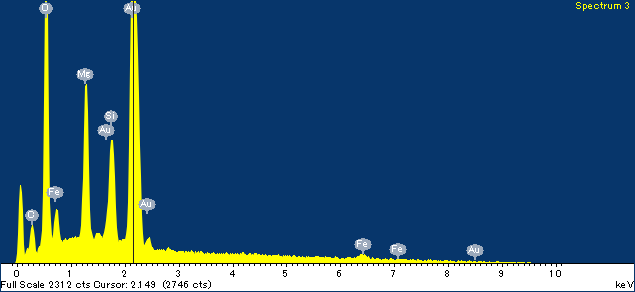 Spectrum 3
O Au
Mg
Si
Au
Fe
Au
C
Fe Fe Au
0 1 2 3 4 5 6 7 8 9 10
Full Scale 2312 cts Cursor: 2.149 (2746 cts) keV